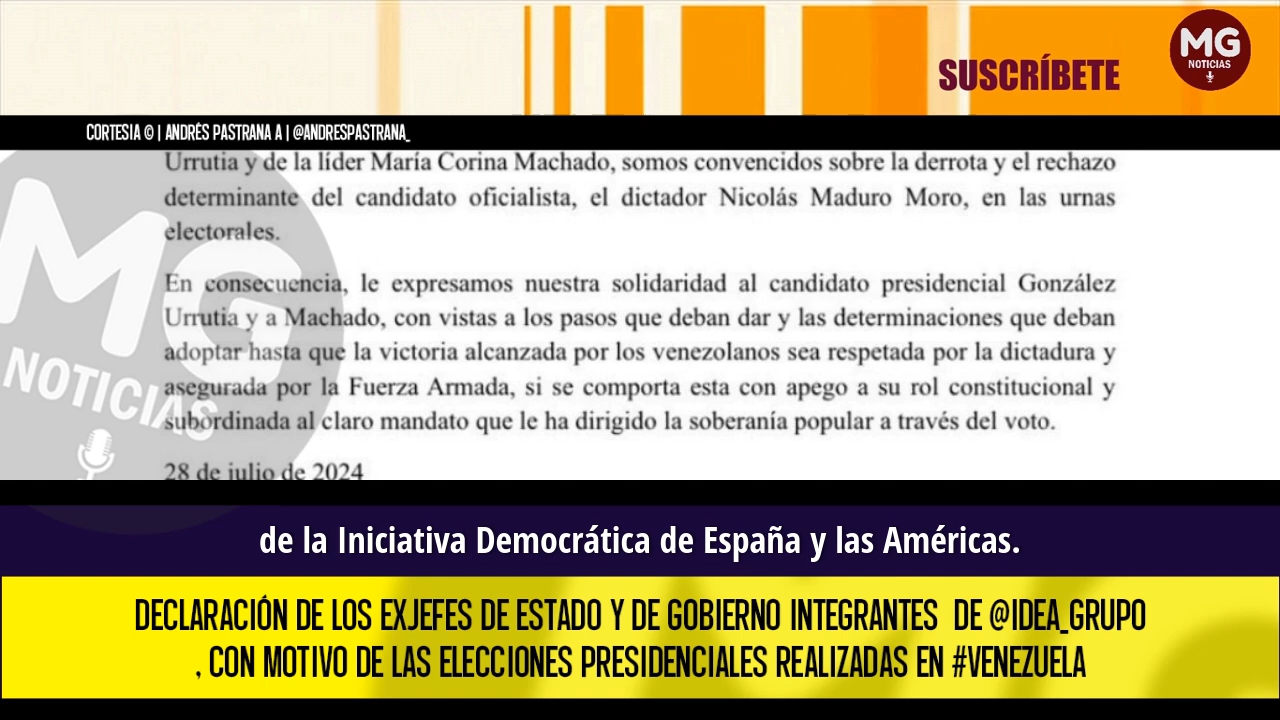 SUSCRÍBETE
MG
NOTICIAS
CORTESIA © | ANDRÉS PASTRANA A | @ANDRESPASTRANA_
Urrutia y de la líder María Corina Machado, somos convencidos sobre la derrota y el rechazo
determinante del candidato oficialista, el dictador Nicolás Maduro Moro, en las urnas
electorales.
En consecuencia, le expresamos nuestra solidaridad al candidato presidencial González
Urrutia y a Machado, con vistas a los pasos que deban dar y las determinaciones que deban
adoptar hasta que la victoria alcanzada por los venezolanos sea respetada por la dictadura y
asegurada por la Fuerza Armada, si se comporta esta con apego a su rol constitucional y
subordinada al claro mandato que le ha dirigido la soberanía popular a través del voto.
28 de julio de 2024
MG
NOTICIAS
de la Iniciativa Democrática de España y las Américas.
DECLARACIÓN DE LOS EXJEFES DE ESTADO Y DE GOBIERNO INTEGRANTES DE @IDEA_GRUPO
, CON MOTIVO DE LAS ELECCIONES PRESIDENCIALES REALIZADAS EN #VENEZUELA